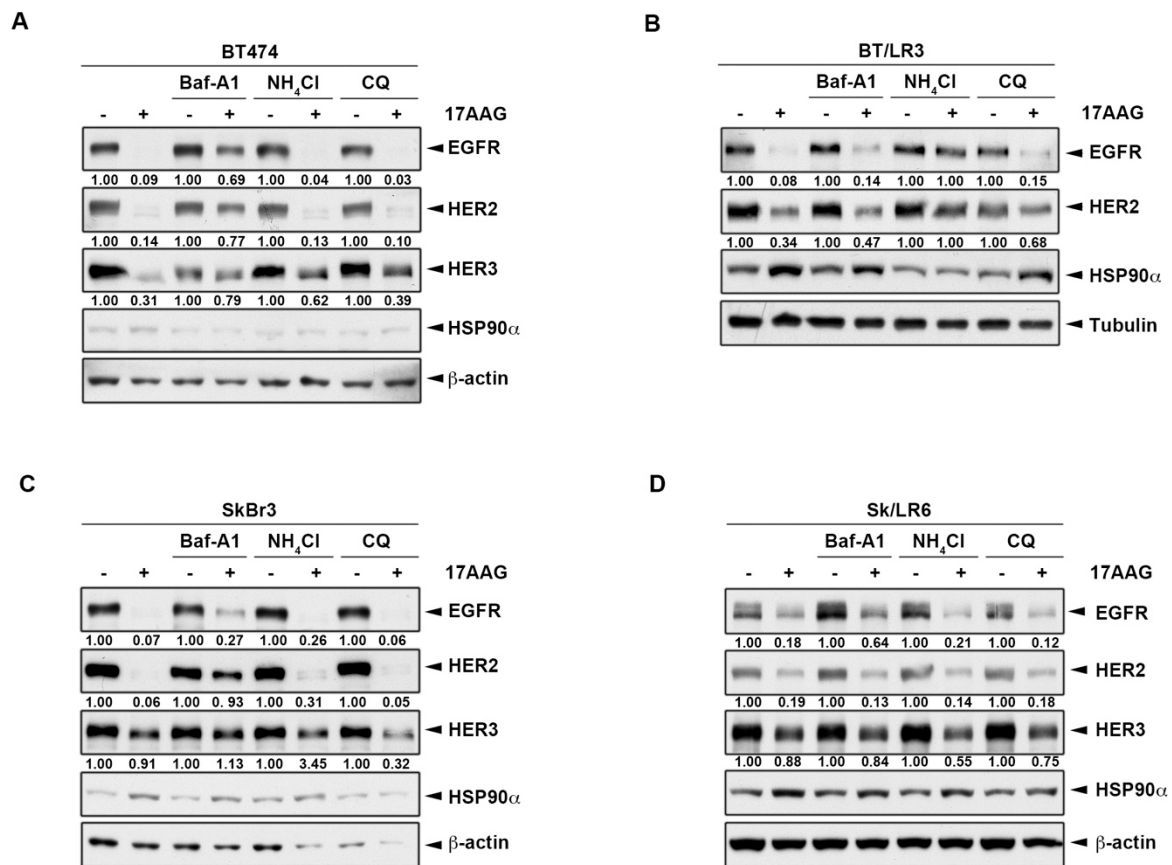 A
BT474
Baf-A1 NH₄Cl CQ
- + - + - + - + 17AAG
EGFR
1.00 0.09 1.00 0.69 1.00 0.04 1.00 0.03
HER2
1.00 0.14 1.00 0.77 1.00 0.13 1.00 0.10
HER3
1.00 0.31 1.00 0.79 1.00 0.62 1.00 0.39
HSP90α
β-actin
B
BT/LR3
Baf-A1 NH₄Cl CQ
- + - + - + - + 17AAG
EGFR
1.00 0.08 1.00 0.14 1.00 1.00 1.00 0.15
HER2
1.00 0.34 1.00 0.47 1.00 1.00 1.00 0.68
HSP90α
Tubulin
C
SkBr3
Baf-A1 NH₄Cl CQ
- + - + - + - + 17AAG
EGFR
1.00 0.07 1.00 0.27 1.00 0.26 1.00 0.06
HER2
1.00 0.06 1.00 0.93 1.00 0.31 1.00 0.05
HER3
1.00 0.91 1.00 1.13 1.00 3.45 1.00 0.32
HSP90α
β-actin
D
Sk/LR6
Baf-A1 NH₄Cl CQ
- + - + - + - + 17AAG
EGFR
1.00 0.18 1.00 0.64 1.00 0.21 1.00 0.12
HER2
1.00 0.19 1.00 0.13 1.00 0.14 1.00 0.18
HER3
1.00 0.88 1.00 0.84 1.00 0.55 1.00 0.75
HSP90α
β-actin